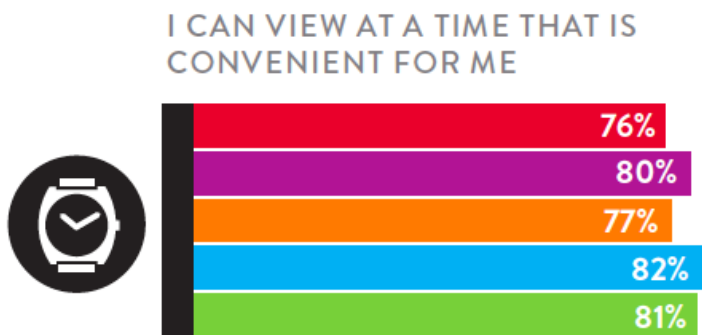 I CAN VIEW AT A TIME THAT IS
CONVENIENT FOR ME
76%
80%
77%
82%
81%